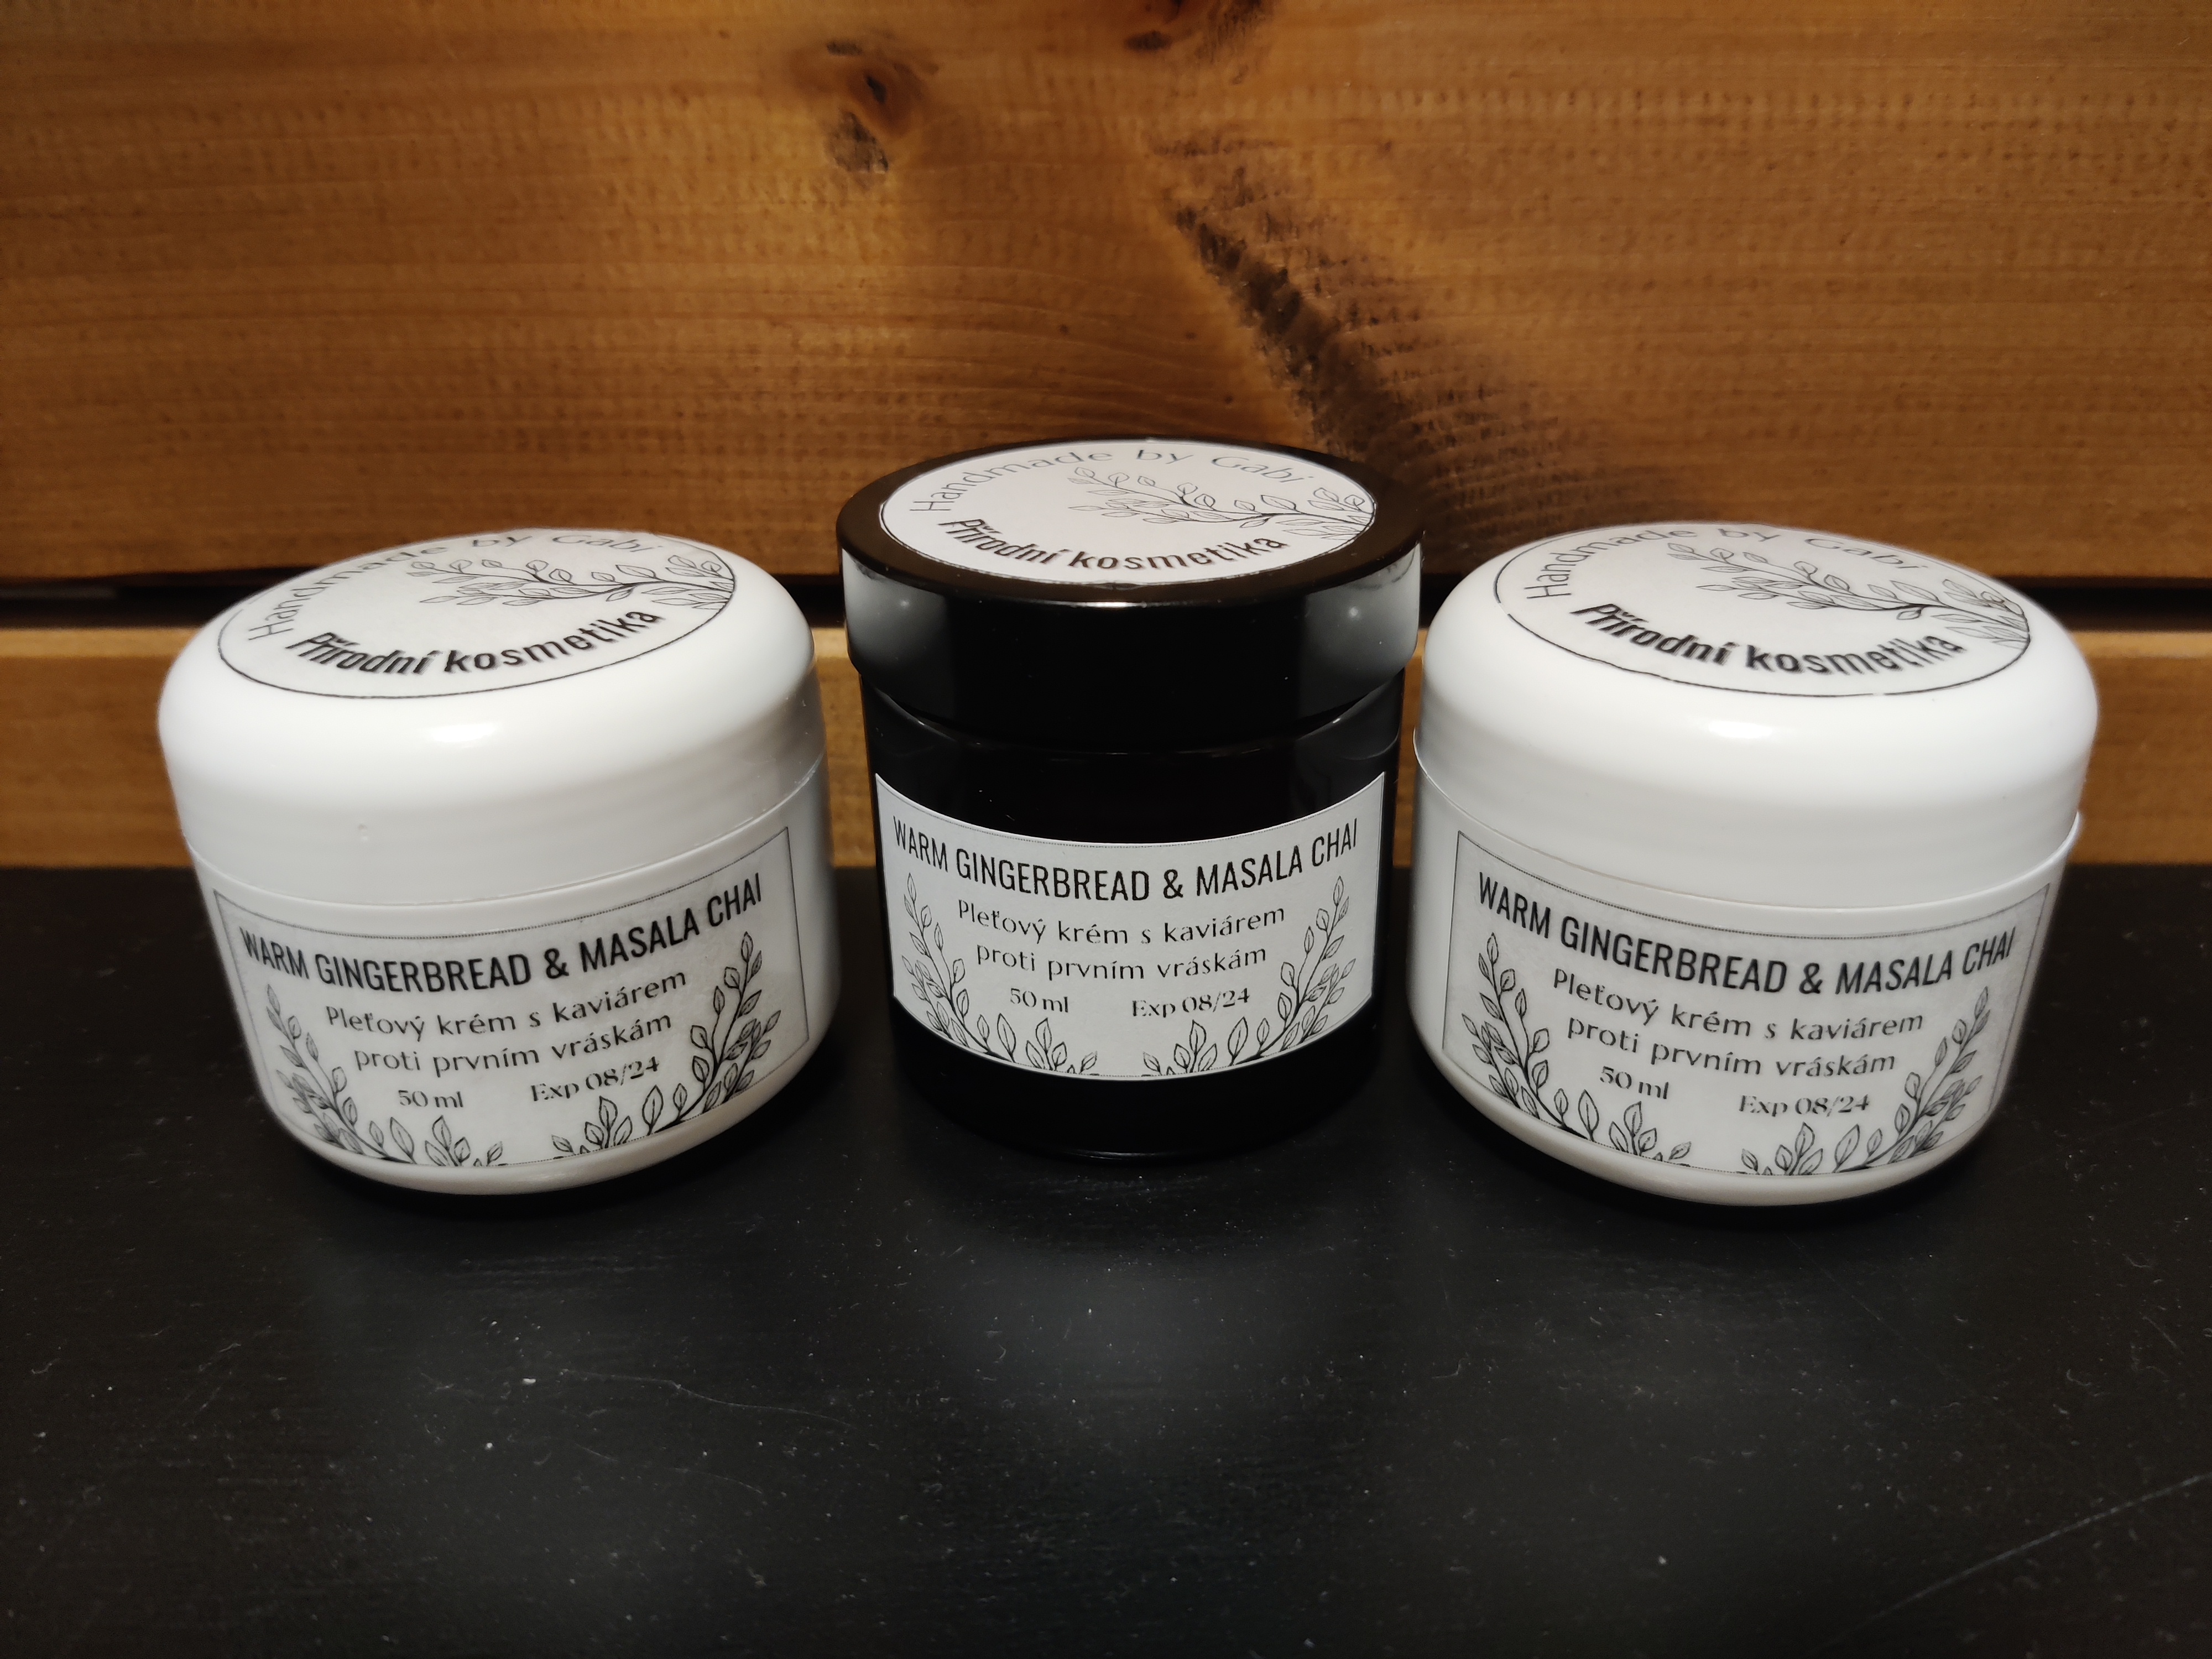 Handmade by Gabi
Přírodní kosmetika
WARM GINGERBREAD & MASALA CHAI
Pleťový krém s kaviárem
proti prvním vráskám
50 ml Exp 08/24
Handmade by Gabi
Přírodní kosmetika
WARM GINGERBREAD & MASALA CHAI
Pleťový krém s kaviárem
proti prvním vráskám
50 ml Exp 08/24
Handmade by Gabi
Přírodní kosmetika
WARM GINGERBREAD & MASALA CHAI
Pleťový krém s kaviárem
proti prvním vráskám
50 ml Exp 08/24